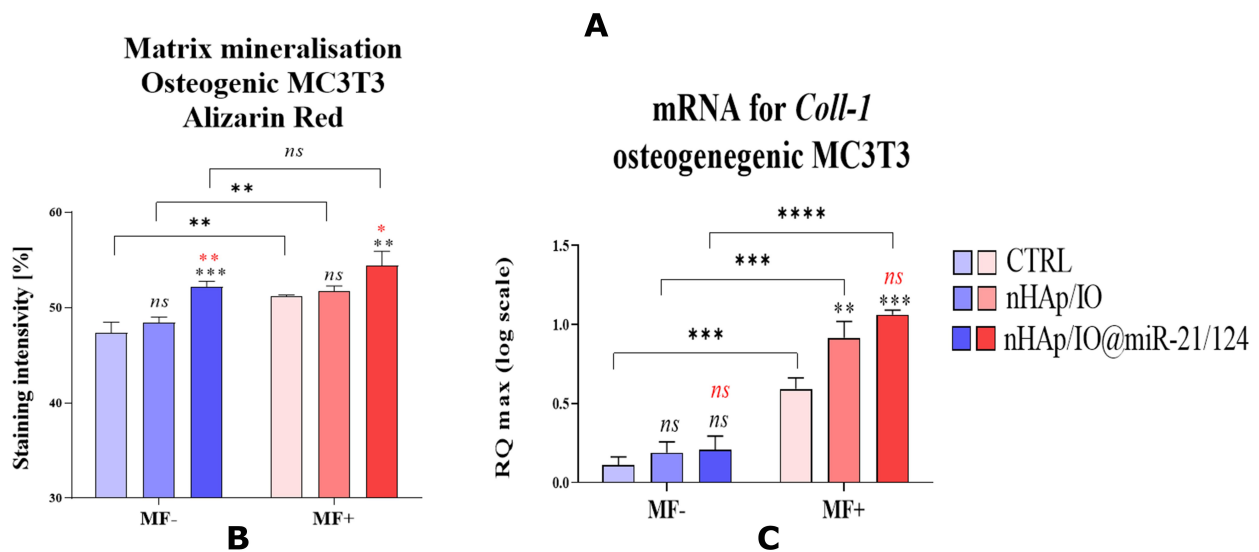 A
Matrix mineralisation
Osteogenic MC3T3
Alizarin Red
ns
**
**
60
50
40
30
Staining intensivity [%]
ns
**
***
ns
*
**
MF-
MF+
B
mRNA for Coll-1
osteogenegenic MC3T3
****
***
***
1.5
1.0
0.5
0.0
RQ max (log scale)
ns
ns
ns
**
ns
***
MF-
MF+
C
CTRL
nHAp/IO
nHAp/IO@miR-21/124